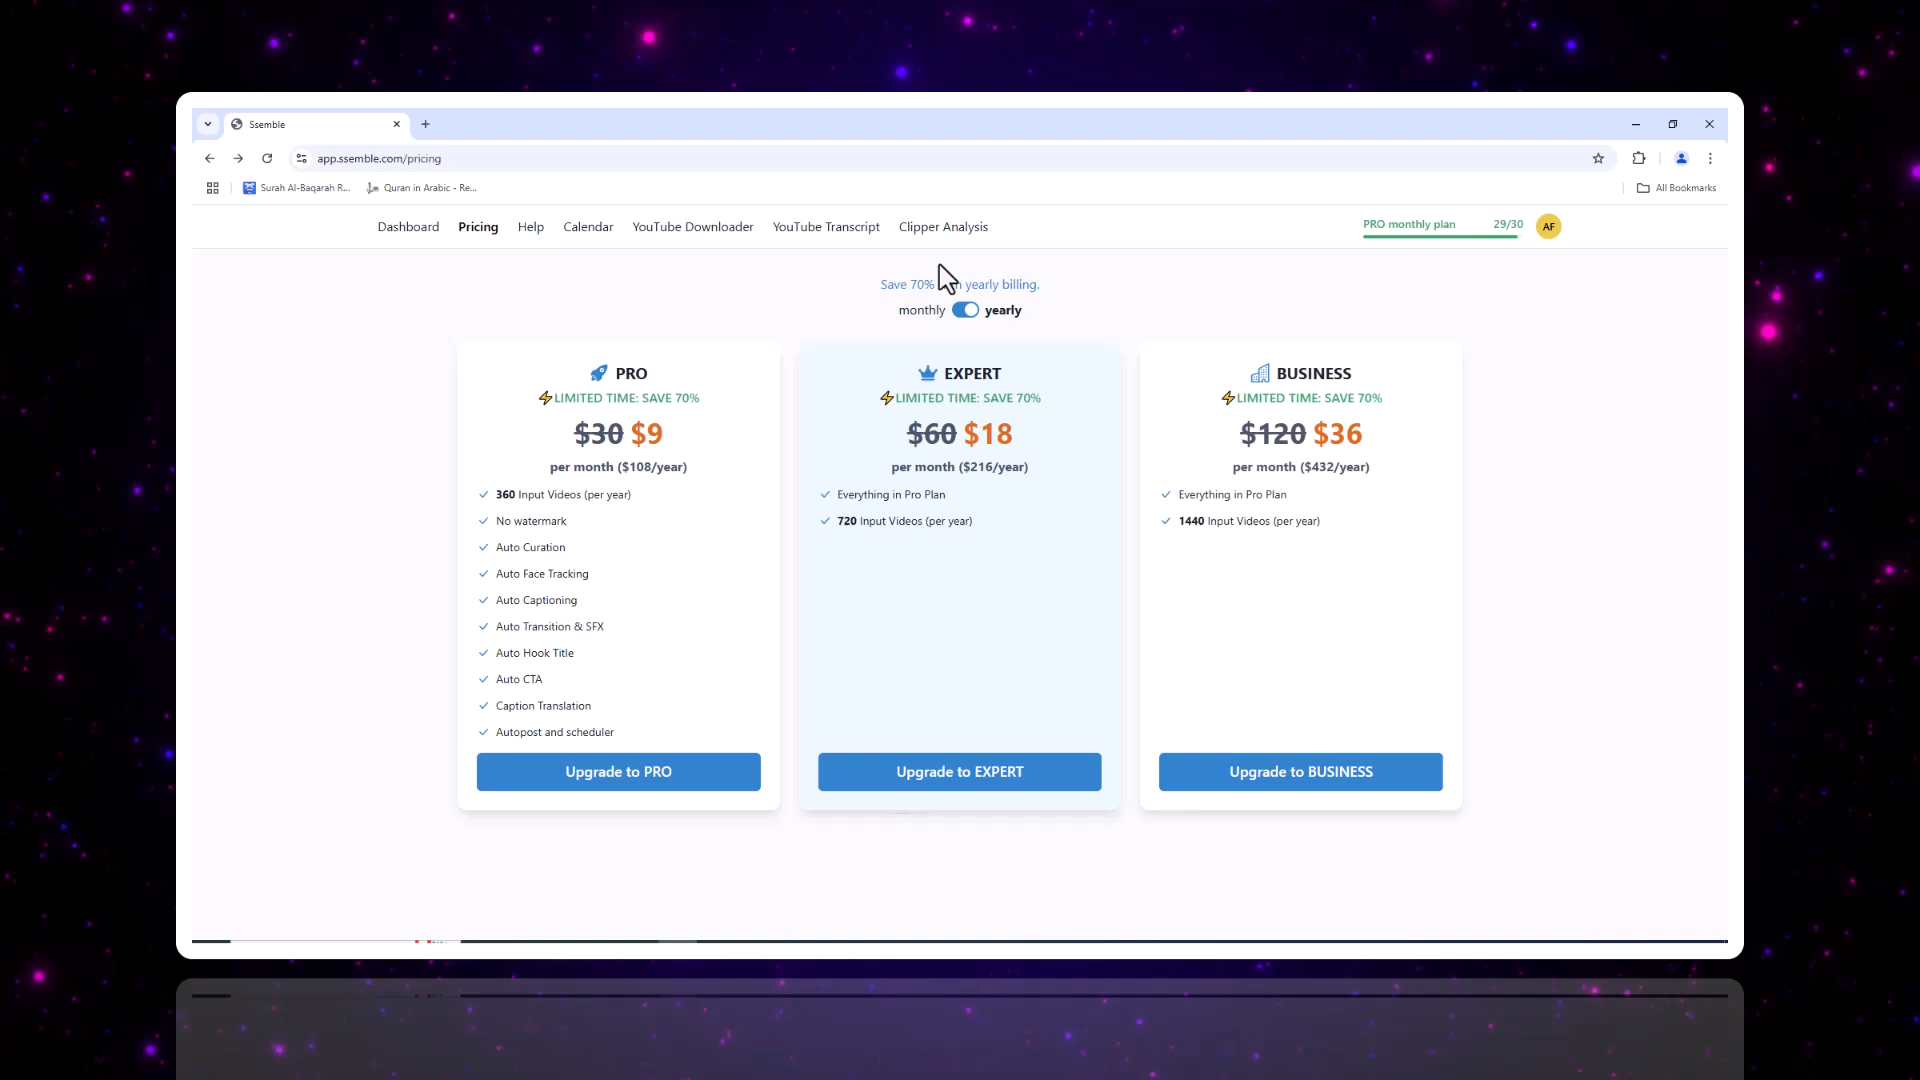 Ssemble
app.ssemble.com/pricing
Surah Al-Baqarah R...
Quran in Arabic - Re...
All Bookmarks
Dashboard
Pricing
Help
Calendar
YouTube Downloader
YouTube Transcript
Clipper Analysis
PRO monthly plan
29/30
AF
Save 70% yearly billing.
monthly
yearly
PRO
LIMITED TIME: SAVE 70%
$30 $9
per month ($108/year)
360 Input Videos (per year)
No watermark
Auto Curation
Auto Face Tracking
Auto Captioning
Auto Transition & SFX
Auto Hook Title
Auto CTA
Caption Translation
Autopost and scheduler
Upgrade to PRO
EXPERT
LIMITED TIME: SAVE 70%
$60 $18
per month ($216/year)
Everything in Pro Plan
720 Input Videos (per year)
Upgrade to EXPERT
BUSINESS
LIMITED TIME: SAVE 70%
$120 $36
per month ($432/year)
Everything in Pro Plan
1440 Input Videos (per year)
Upgrade to BUSINESS